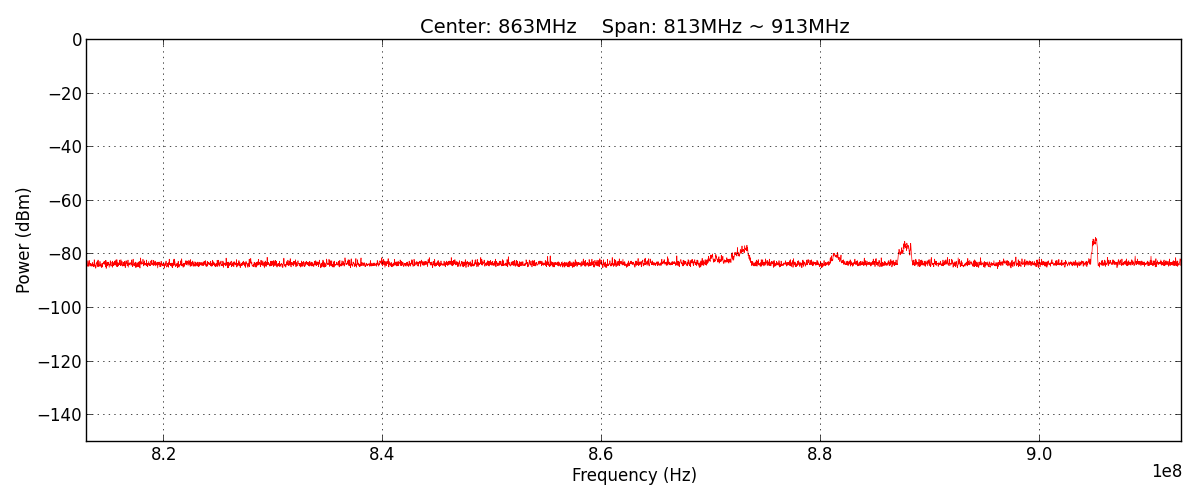 Center: 863MHz    Span: 813MHz ~ 913MHz
0
−20
−40
−60
−80
−100
−120
−140
Power (dBm)
8.2 8.4 8.6 8.8 9.0
1e8
Frequency (Hz)